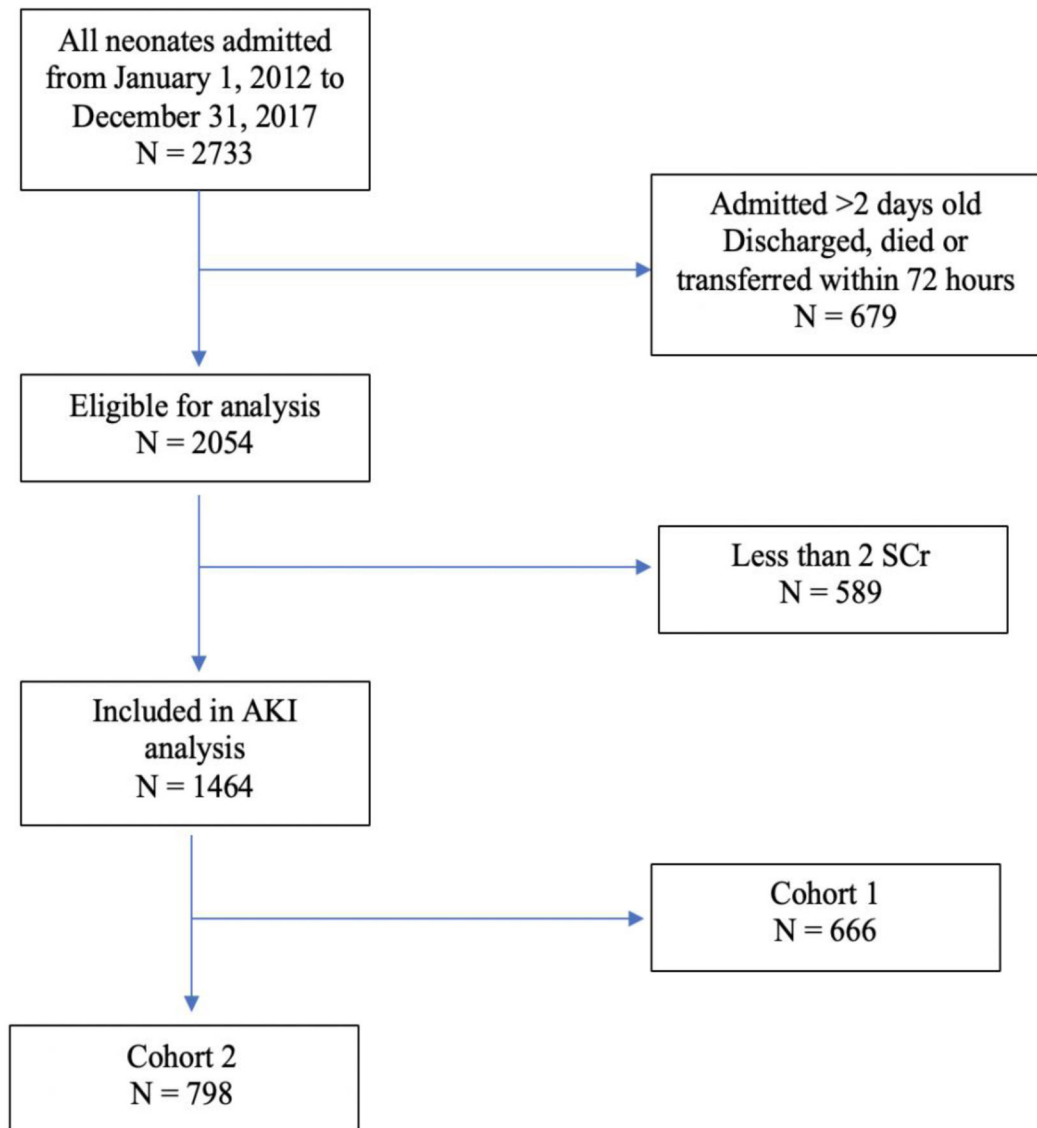 All neonates admitted
from January 1, 2012 to
December 31, 2017
N = 2733
Admitted >2 days old
Discharged, died or
transferred within 72 hours
N = 679
Eligible for analysis
N = 2054
Less than 2 SCr
N = 589
Included in AKI
analysis
N = 1464
Cohort 1
N = 666
Cohort 2
N = 798